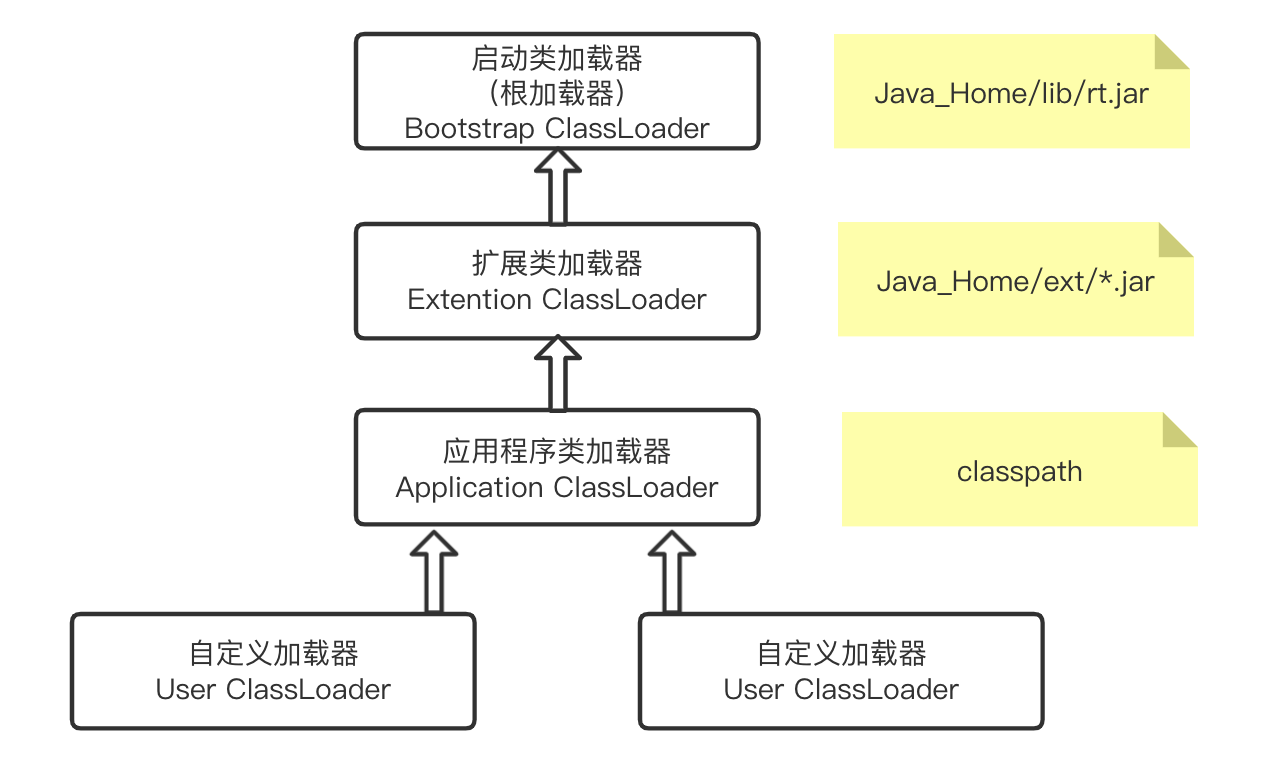 启动类加载器
（根加载器）
Bootstrap ClassLoader
Java_Home/lib/rt.jar
扩展类加载器
Extention ClassLoader
Java_Home/ext/*.jar
应用程序类加载器
Application ClassLoader
classpath
自定义加载器
User ClassLoader
自定义加载器
User ClassLoader